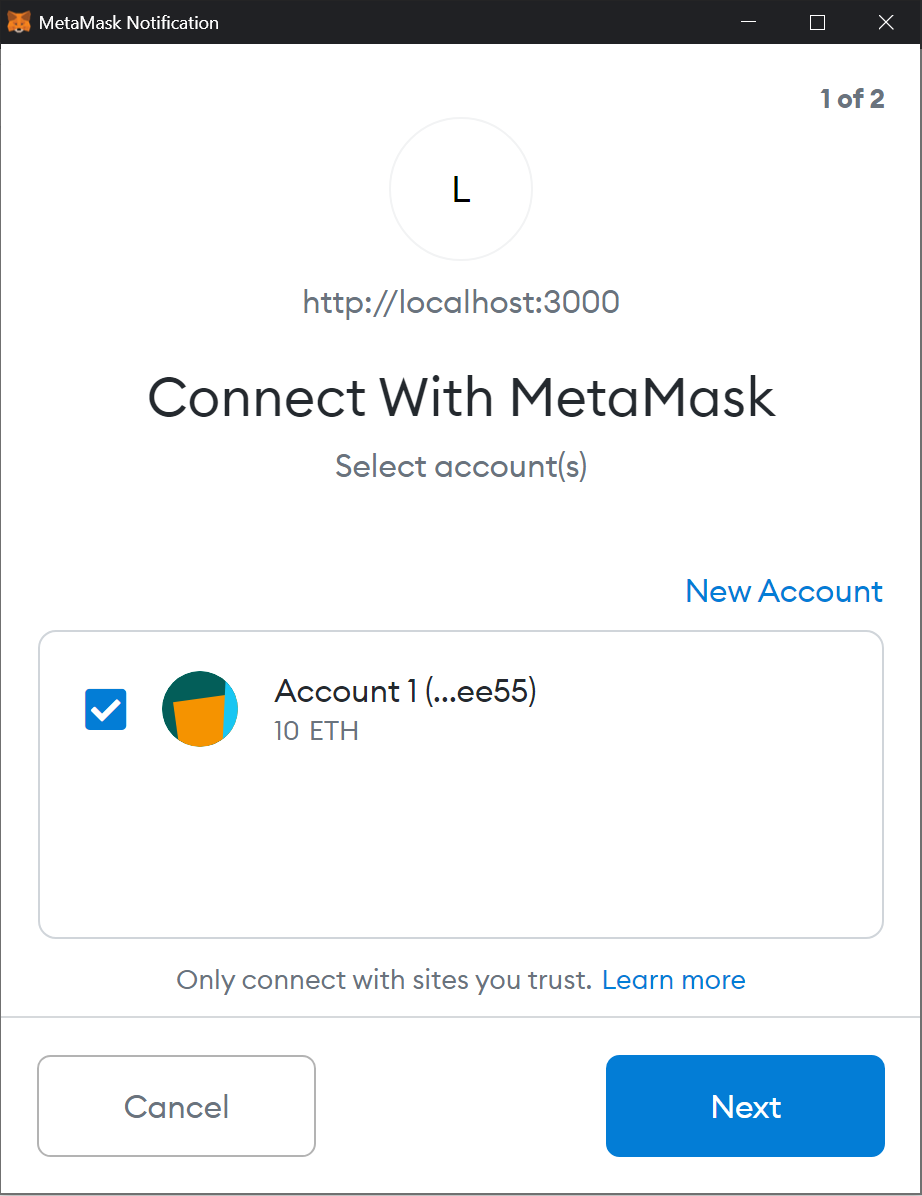 MetaMask Notification
1 of 2
L
http://localhost:3000
Connect With MetaMask
Select account(s)
New Account
Account 1 (...ee55)
10 ETH
Only connect with sites you trust. Learn more
Cancel
Next